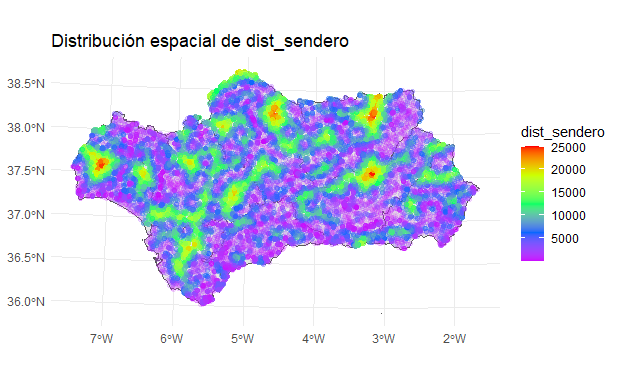 Distribución espacial de dist_sendero
38.5°N
38.0°N
37.5°N
37.0°N
36.5°N
36.0°N
7°W
6°W
5°W
4°W
3°W
2°W
dist_sendero
25000
20000
15000
10000
5000